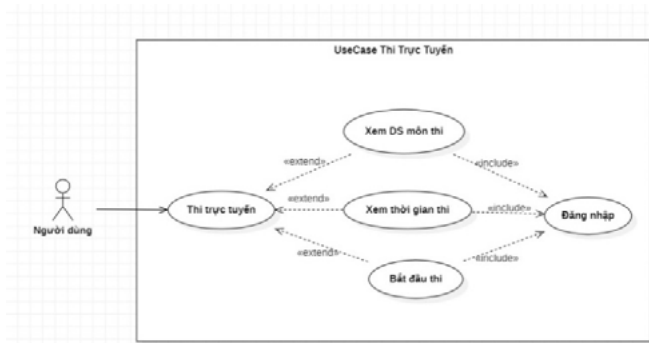 UseCase Thi Trực Tuyến
Xem DS môn thi
«extend»
«include»
Thi trực tuyến
«extend»
Xem thời gian thi
«include»
Đăng nhập
Người dùng
«extend»
«include»
Bắt đầu thi